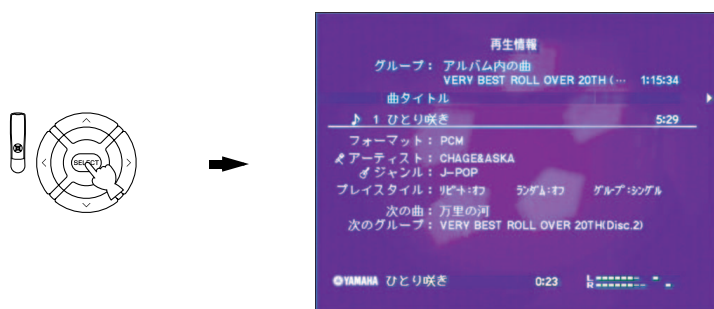 SELECT
再生情報
グループ： アルバム内の曲
VERY BEST ROLL OVER 20TH (… 1:15:34
曲タイトル
♪ 1 ひとり咲き 5:29
フォーマット： PCM
アーティスト： CHAGE&ASKA
ジャンル： J-POP
プレイスタイル： ﾘﾋﾟｰﾄ:ｵﾌ ﾗﾝﾀﾞﾑ:ｵﾌ ｸﾞﾙｰﾌﾟ:ｼﾝｸﾞﾙ
次の曲： 万里の河
次のグループ： VERY BEST ROLL OVER 20TH(Disc.2)
YAMAHA ひとり咲き 0:23 L
R